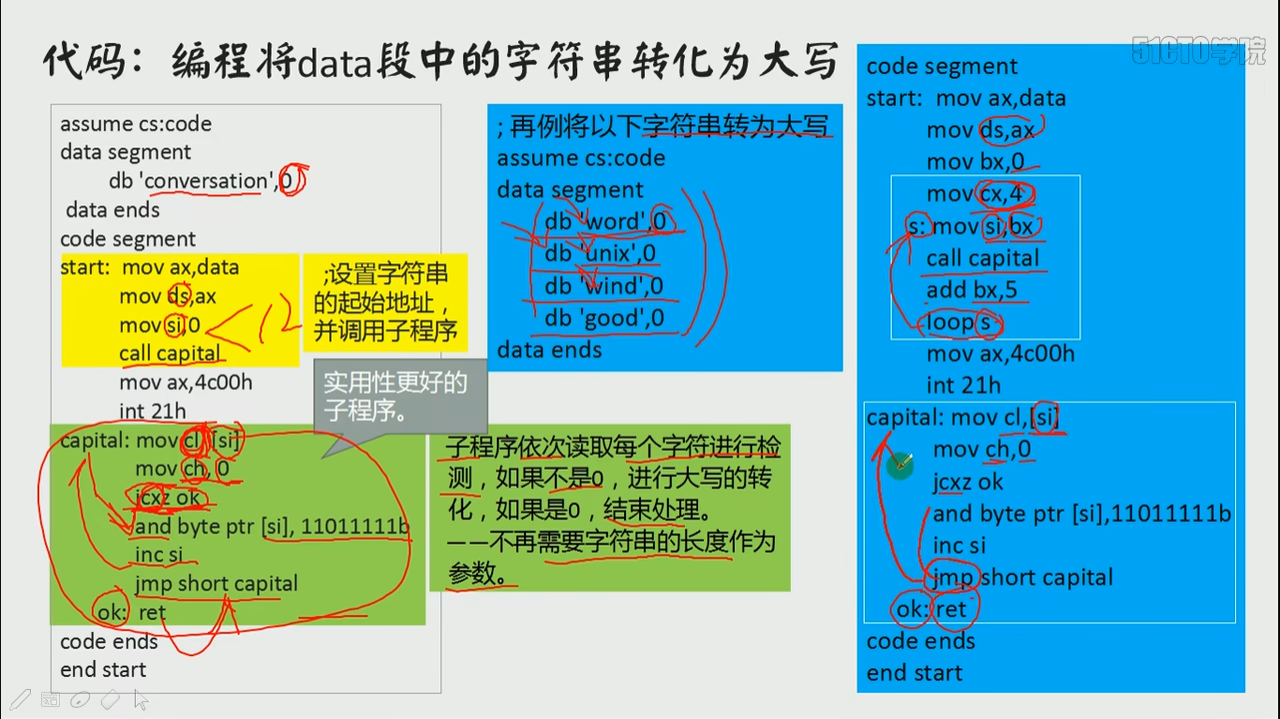 代码：编程将data段中的字符串转化为大写
51CTO学院
assume cs:code
data segment
db 'conversation',0
data ends
code segment
start: mov ax,data
mov ds,ax
mov si,0
call capital
mov ax,4c00h
int 21h
capital: mov cl,[si]
mov ch,0
jcxz ok
and byte ptr [si], 11011111b
inc si
jmp short capital
ok: ret
code ends
end start
12
;设置字符串
的起始地址，
并调用子程序
实用性更好的
子程序。
子程序依次读取每个字符进行检
测，如果不是0，进行大写的转
化，如果是0，结束处理。
——不再需要字符串的长度作为
参数。
; 再例将以下字符串转为大写
assume cs:code
data segment
db 'word',0
db 'unix',0
db 'wind',0
db 'good',0
data ends
code segment
start: mov ax,data
mov ds,ax
mov bx,0
mov cx,4
s: mov si,bx
call capital
add bx,5
loop s
mov ax,4c00h
int 21h
capital: mov cl,[si]
mov ch,0
jcxz ok
and byte ptr [si],11011111b
inc si
jmp short capital
ok: ret
code ends
end start